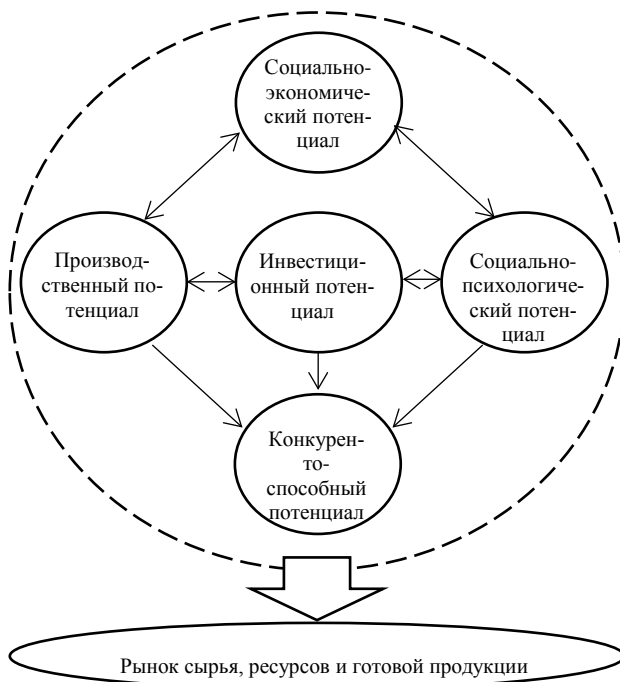 Социально-
экономиче-
ский потен-
циал
Производ-
ственный по-
тенциал
Инвестици-
онный потен-
циал
Социально-
психологиче-
ский потен-
циал
Конкурен-
то-
способный
потенциал
Рынок сырья, ресурсов и готовой продукции